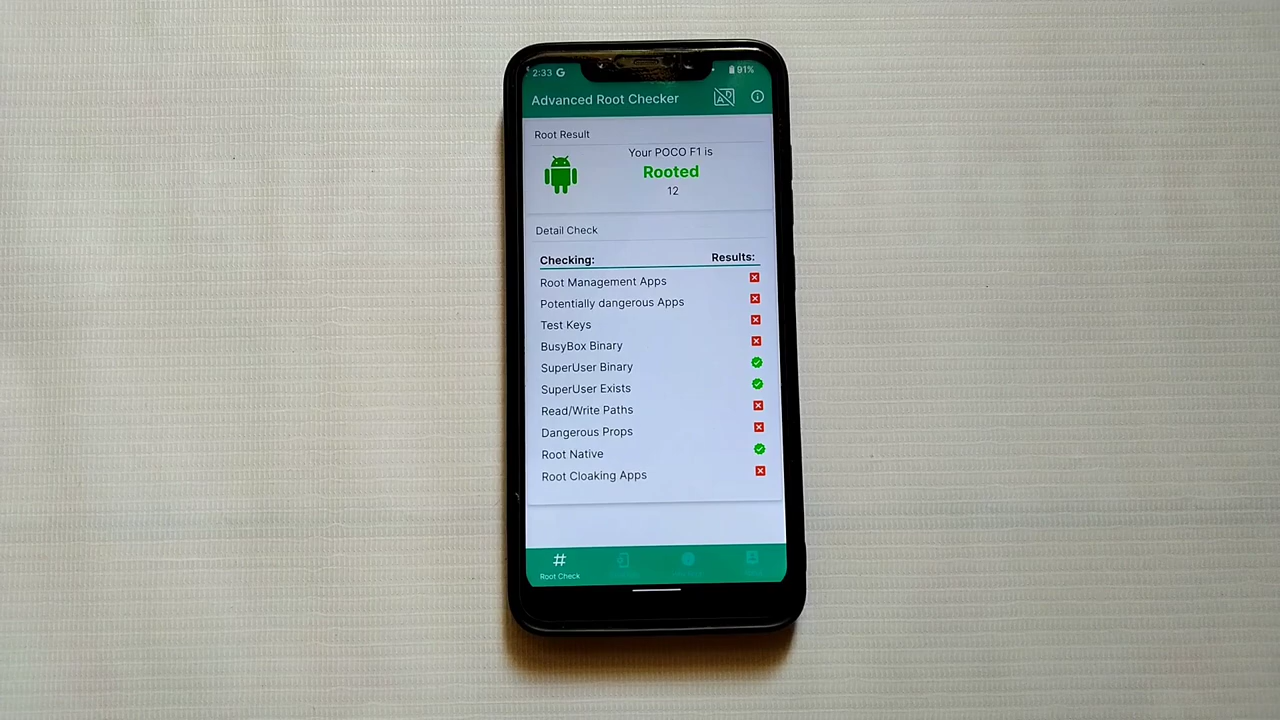 2:33 G 91%
Advanced Root Checker
Root Result
Your POCO F1 is
Rooted
12
Detail Check
Checking: Results:
Root Management Apps
Potentially dangerous Apps
Test Keys
BusyBox Binary
SuperUser Binary
SuperUser Exists
Read/Write Paths
Dangerous Props
Root Native
Root Cloaking Apps
Root Check